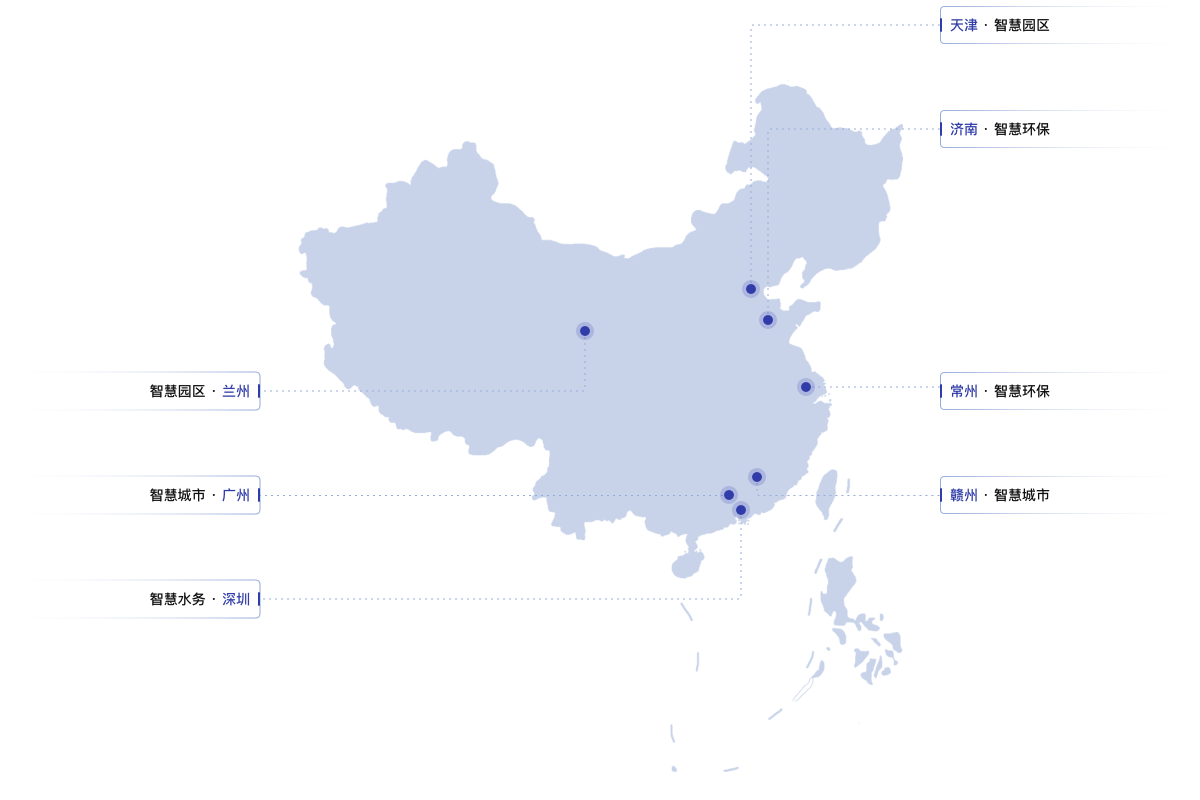 天津 · 智慧园区
济南 · 智慧环保
智慧园区 · 兰州
常州 · 智慧环保
智慧城市 · 广州
赣州 · 智慧城市
智慧水务 · 深圳